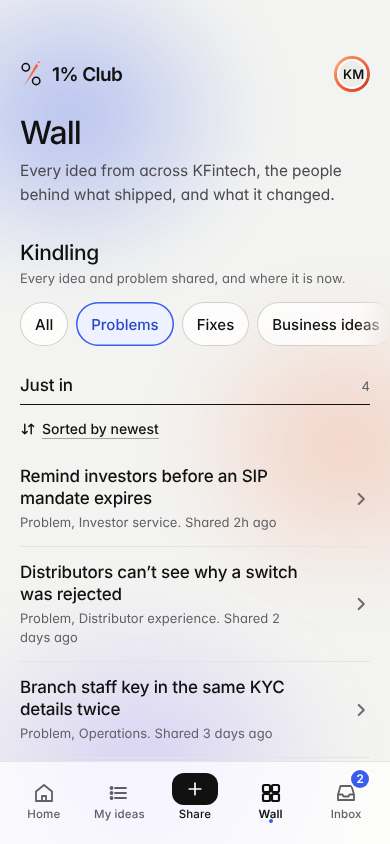 1% Club
KM
Wall
Every idea from across KFintech, the people
behind what shipped, and what it changed.
Kindling
Every idea and problem shared, and where it is now.
All
Problems
Fixes
Business ideas
Just in
4
Sorted by newest
Remind investors before an SIP
mandate expires
Problem, Investor service. Shared 2h ago
Distributors can’t see why a switch
was rejected
Problem, Distributor experience. Shared 2
days ago
Branch staff key in the same KYC
details twice
Problem, Operations. Shared 3 days ago
Home
My ideas
Share
Wall
2
Inbox